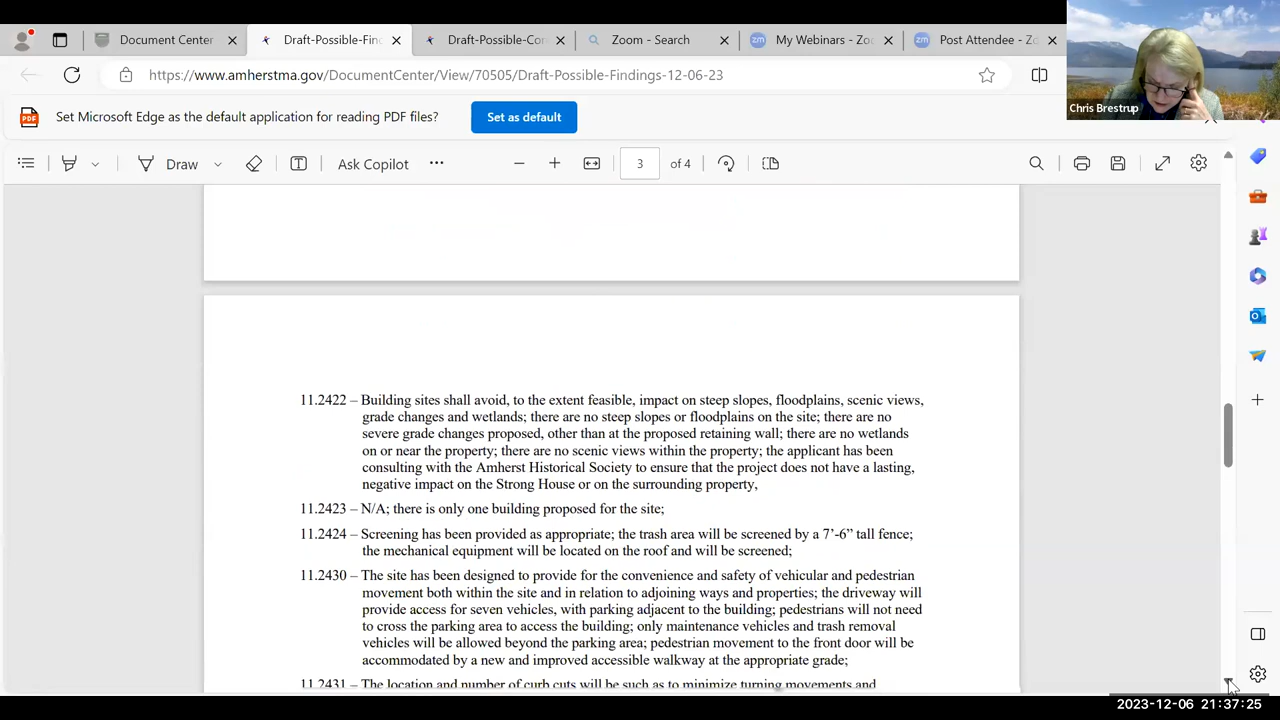 Document Center
Draft-Possible-Fin
Draft-Possible-Co
Zoom - Search
My Webinars - Zo
Post Attendee - Z
https://www.amherstma.gov/DocumentCenter/View/70505/Draft-Possible-Findings-12-06-23
Chris Brestrup
PDF
Set Microsoft Edge as the default application for reading PDF files?
Set as default
Draw
Ask Copilot
3 of 4
11.2422 – Building sites shall avoid, to the extent feasible, impact on steep slopes, floodplains, scenic views,
grade changes and wetlands; there are no steep slopes or floodplains on the site; there are no
severe grade changes proposed, other than at the proposed retaining wall; there are no wetlands
on or near the property; there are no scenic views within the property; the applicant has been
consulting with the Amherst Historical Society to ensure that the project does not have a lasting,
negative impact on the Strong House or on the surrounding property,
11.2423 – N/A; there is only one building proposed for the site;
11.2424 – Screening has been provided as appropriate; the trash area will be screened by a 7’-6” tall fence;
the mechanical equipment will be located on the roof and will be screened;
11.2430 – The site has been designed to provide for the convenience and safety of vehicular and pedestrian
movement both within the site and in relation to adjoining ways and properties; the driveway will
provide access for seven vehicles, with parking adjacent to the building; pedestrians will not need
to cross the parking area to access the building; only maintenance vehicles and trash removal
vehicles will be allowed beyond the parking area; pedestrian movement to the front door will be
accommodated by a new and improved accessible walkway at the appropriate grade;
11.2431 – The location and number of curb cuts will be such as to minimize turning movements and
2023-12-06 21:37:25